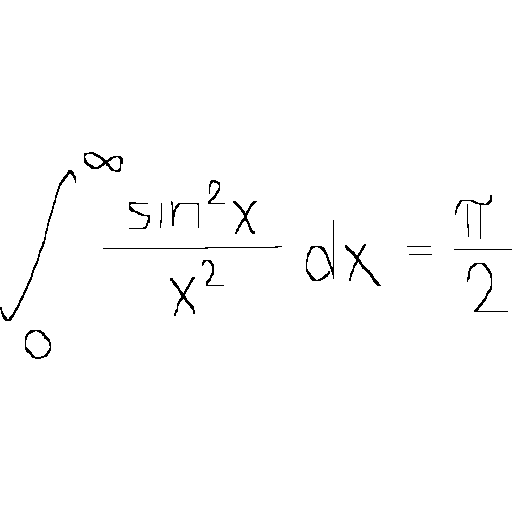 ∫₀^∞ sin²x / x² dx = π/2